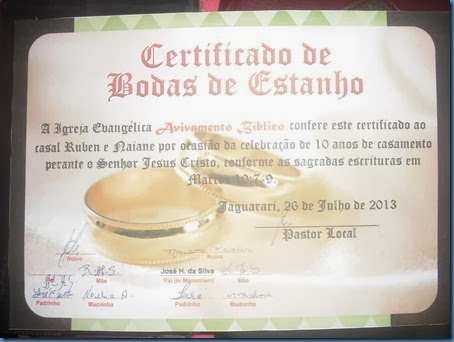 Certificado de
Bodas de Estanho
A Igreja Evangélica Avivamento Bíblico confere este certificado ao
casal Ruben e Naiane por ocasião da celebração de 10 anos de casamento
perante o Senhor Jesus Cristo, conforme as sagradas escrituras em
Marcos 10:7-9.
Jaguarari, 26 de Julho de 2013
Pastor Local
Noivo Noiva
R.M.S. José H. da Silva
Mãe Pai (In Memoriam) Mãe
A. José
Padrinho Madrinha Padrinho Madrinha